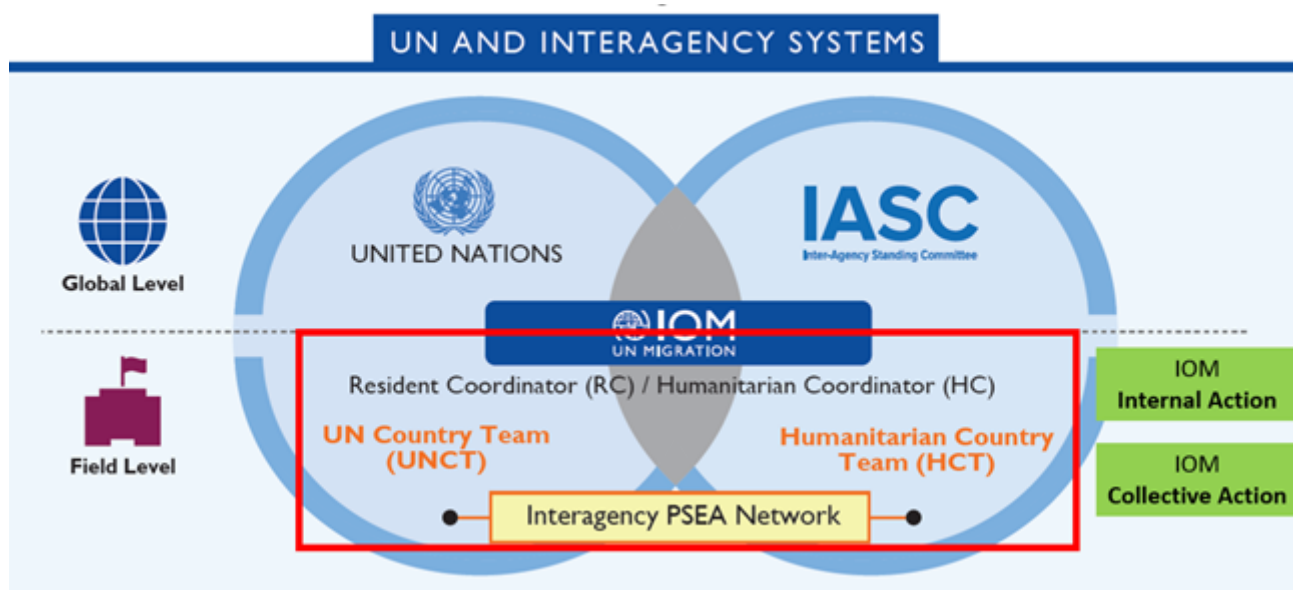 UN AND INTERAGENCY SYSTEMS
UNITED NATIONS
IASC
Inter-Agency Standing Committee
Global Level
IOM
UN MIGRATION
Resident Coordinator (RC) / Humanitarian Coordinator (HC)
UN Country Team
(UNCT)
Humanitarian Country
Team (HCT)
Field Level
Interagency PSEA Network
IOM
Internal Action
IOM
Collective Action